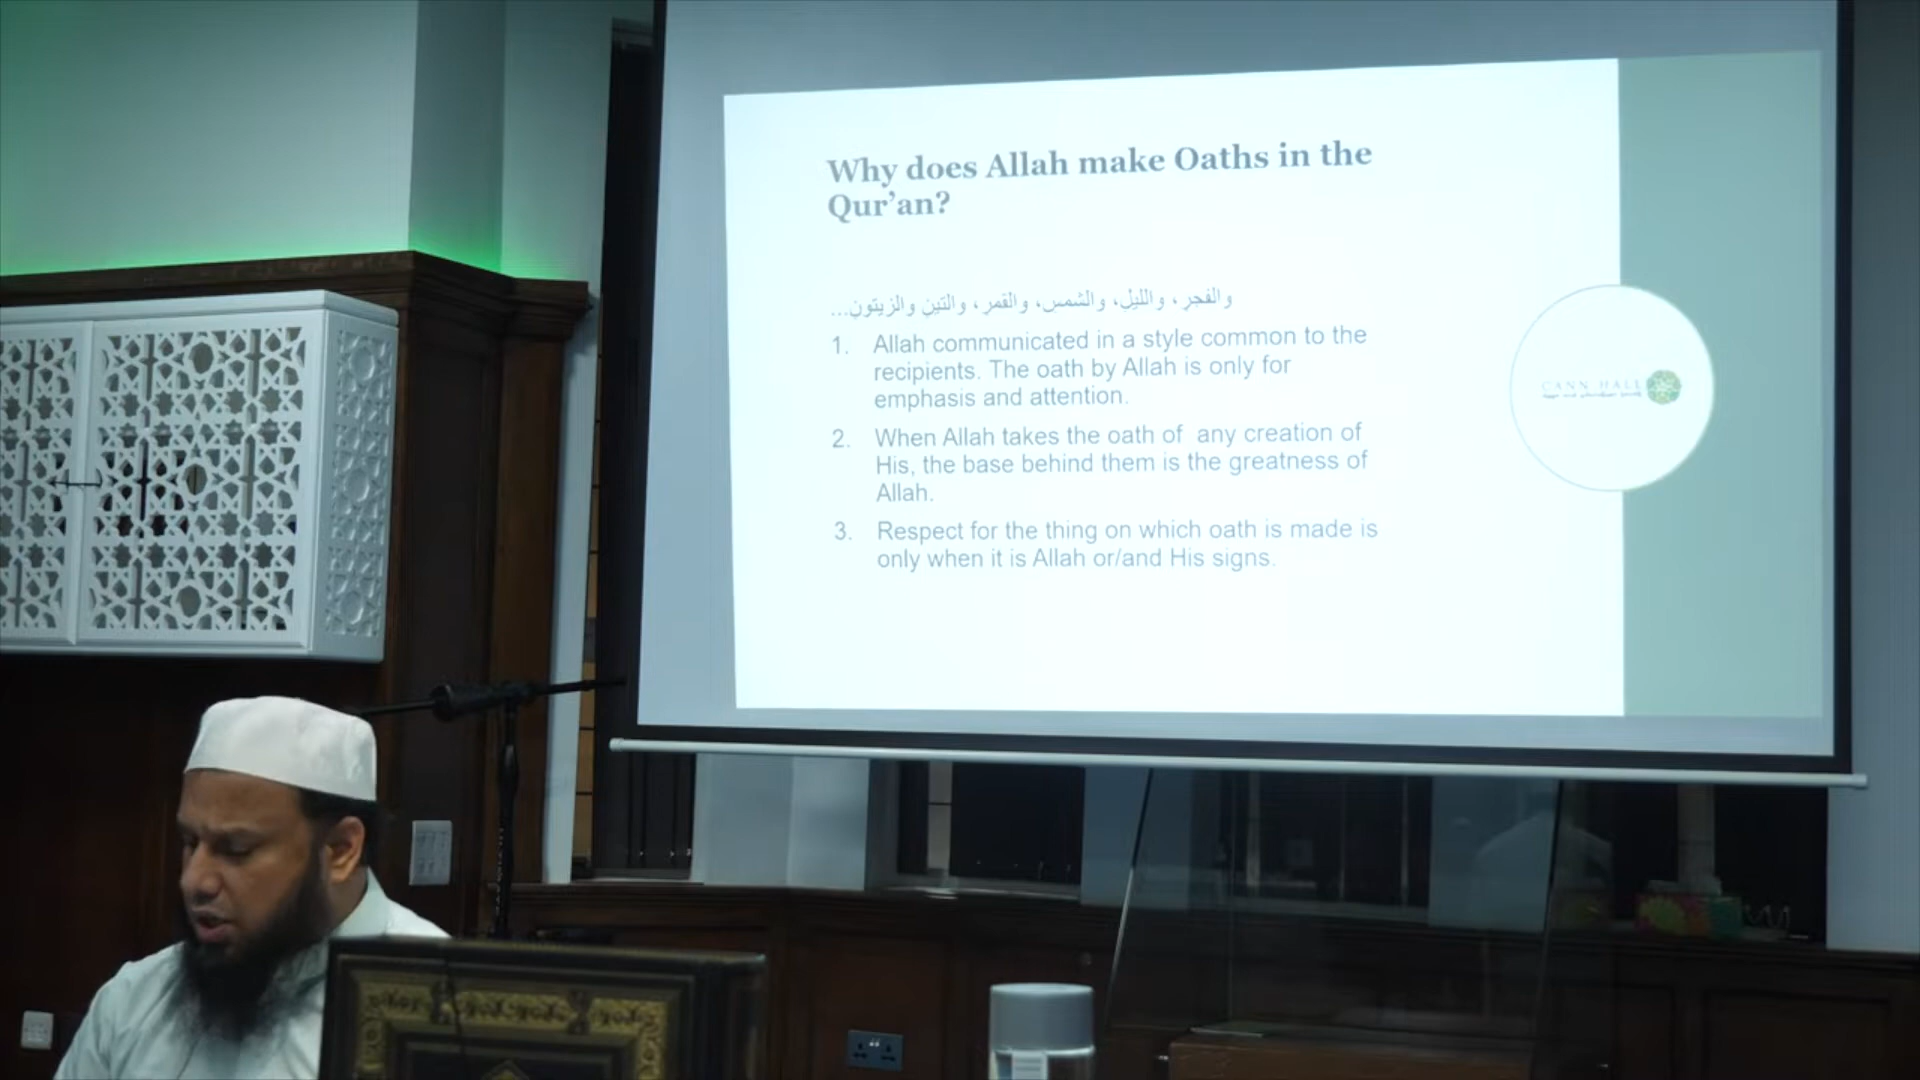 Why does Allah make Oaths in the
Qur’an?
والفجرِ، والليلِ، والشمسِ، والقمرِ، والتينِ والزيتونِ...
1. Allah communicated in a style common to the
recipients. The oath by Allah is only for
emphasis and attention.
2. When Allah takes the oath of any creation of
His, the base behind them is the greatness of
Allah.
3. Respect for the thing on which oath is made is
only when it is Allah or/and His signs.
CANN HALL